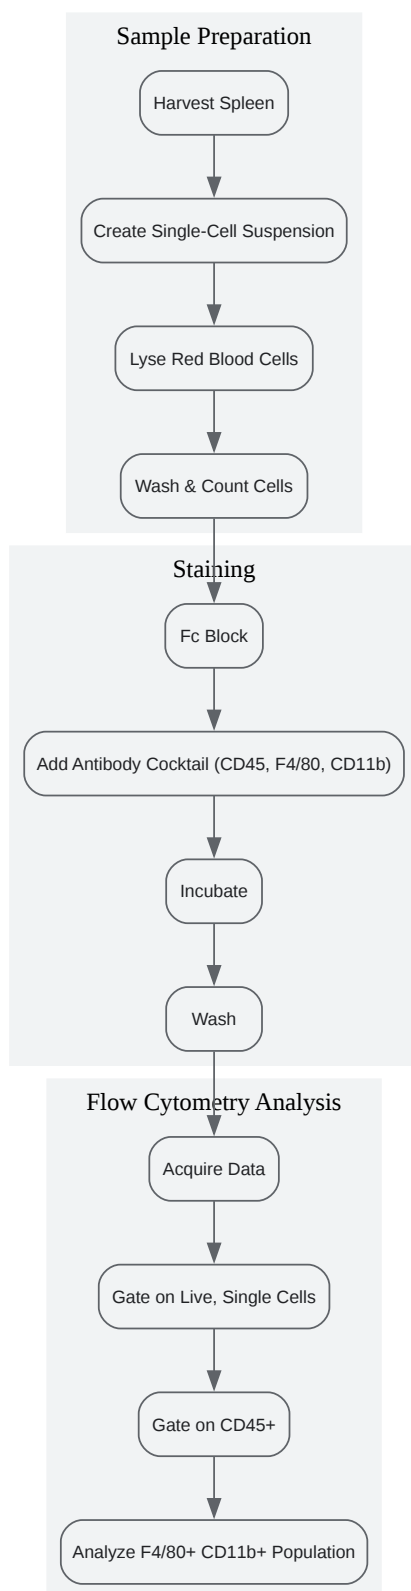 Sample Preparation
Harvest Spleen
Create Single-Cell Suspension
Lyse Red Blood Cells
Wash & Count Cells
Staining
Fc Block
Add Antibody Cocktail (CD45, F4/80, CD11b)
Incubate
Wash
Flow Cytometry Analysis
Acquire Data
Gate on Live, Single Cells
Gate on CD45+
Analyze F4/80+ CD11b+ Population